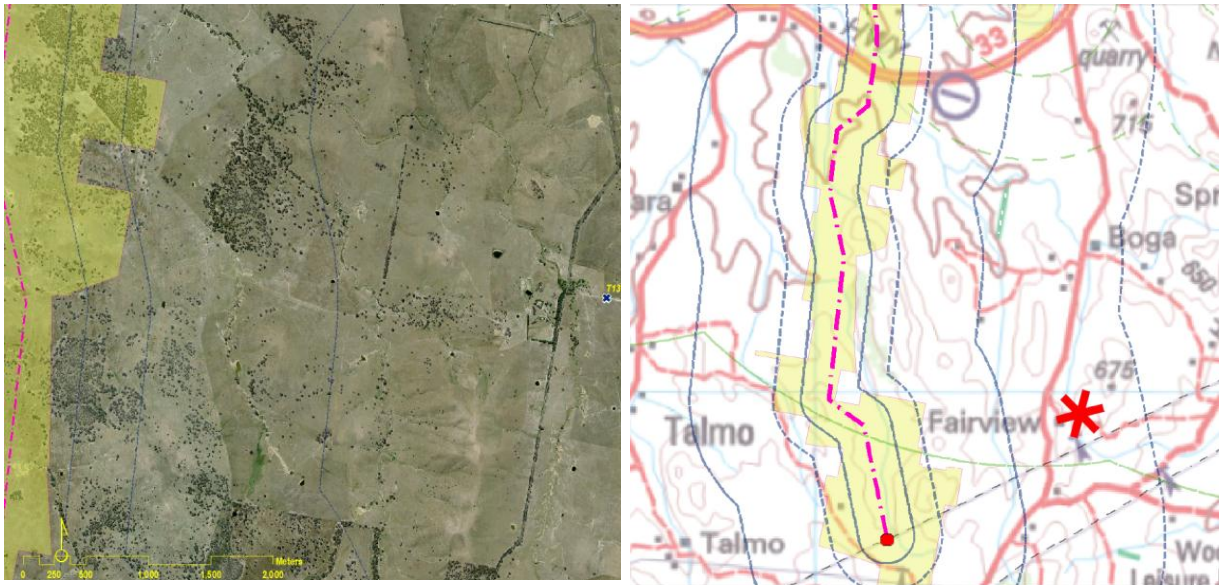 T13
0 250 500 1,000 1,500 2,000
Meters
33
quarry
715
ara
Boga
Spr
650
675
Talmo
Fairview
Talmo
Wo
Leisure